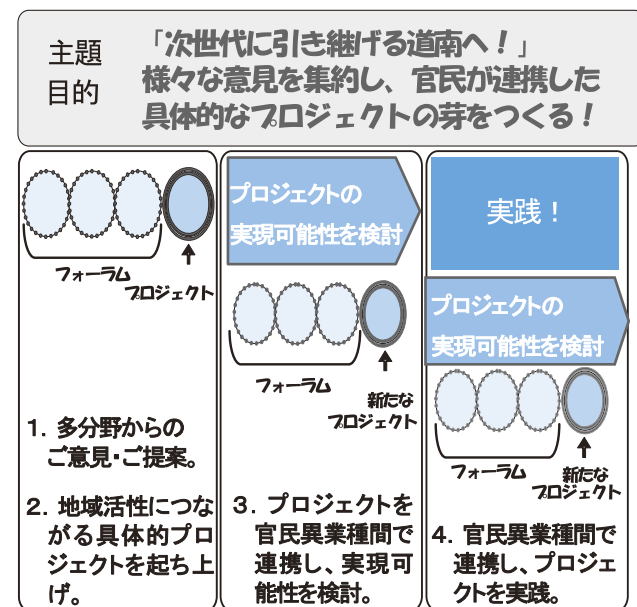 主題
目的
「次世代に引き継げる道南へ！」
様々な意見を集約し、官民が連携した
具体的なプロジェクトの芽をつくる！
フォーラム
プロジェクト
1．多分野からの
ご意見・ご提案。
2．地域活性につな
がる具体的プロ
ジェクトを起ち上
げ。
プロジェクトの
実現可能性を検討
フォーラム
新たな
プロジェクト
3．プロジェクトを
官民異業種間で
連携し、実現可
能性を検討。
実践！
プロジェクトの
実現可能性を検討
フォーラム
新たな
プロジェクト
4．官民異業種間で
連携し、プロジェ
クトを実践。